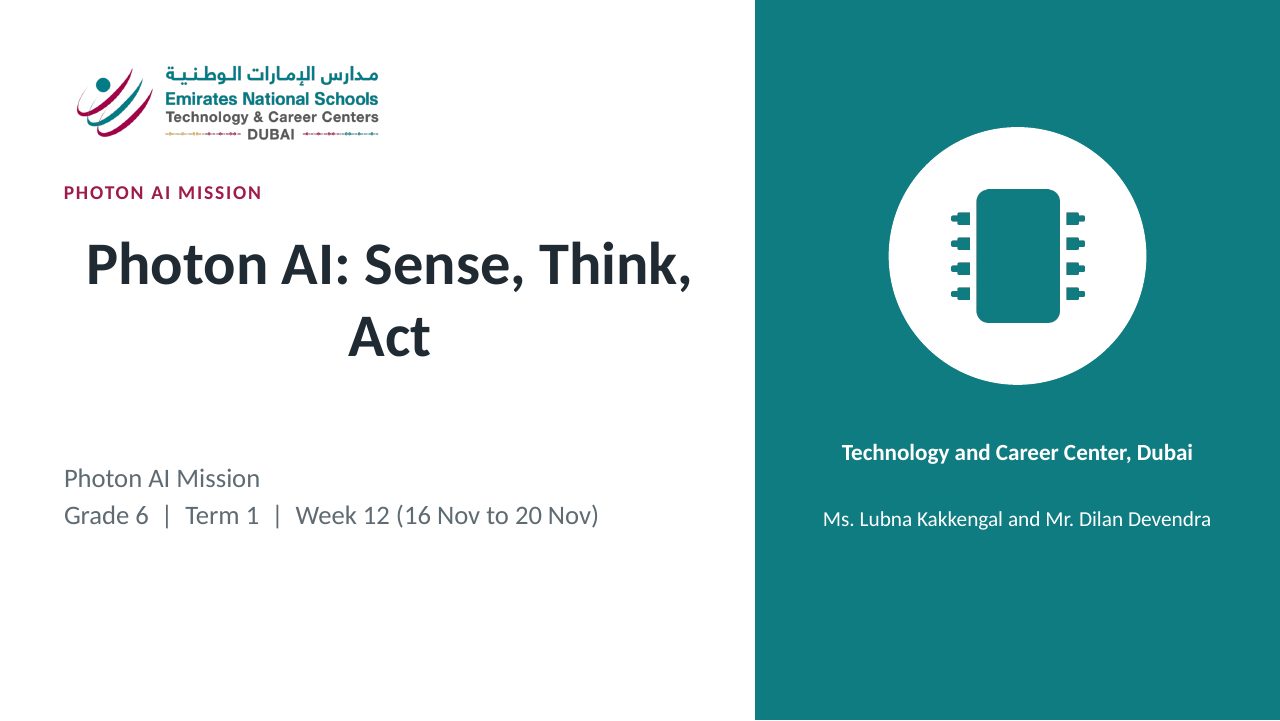 مدارس الإمارات الوطنية
Emirates National Schools
Technology & Career Centers
DUBAI
PHOTON AI MISSION
Photon AI: Sense, Think,
Act
Photon AI Mission
Grade 6 | Term 1 | Week 12 (16 Nov to 20 Nov)
Technology and Career Center, Dubai
Ms. Lubna Kakkengal and Mr. Dilan Devendra